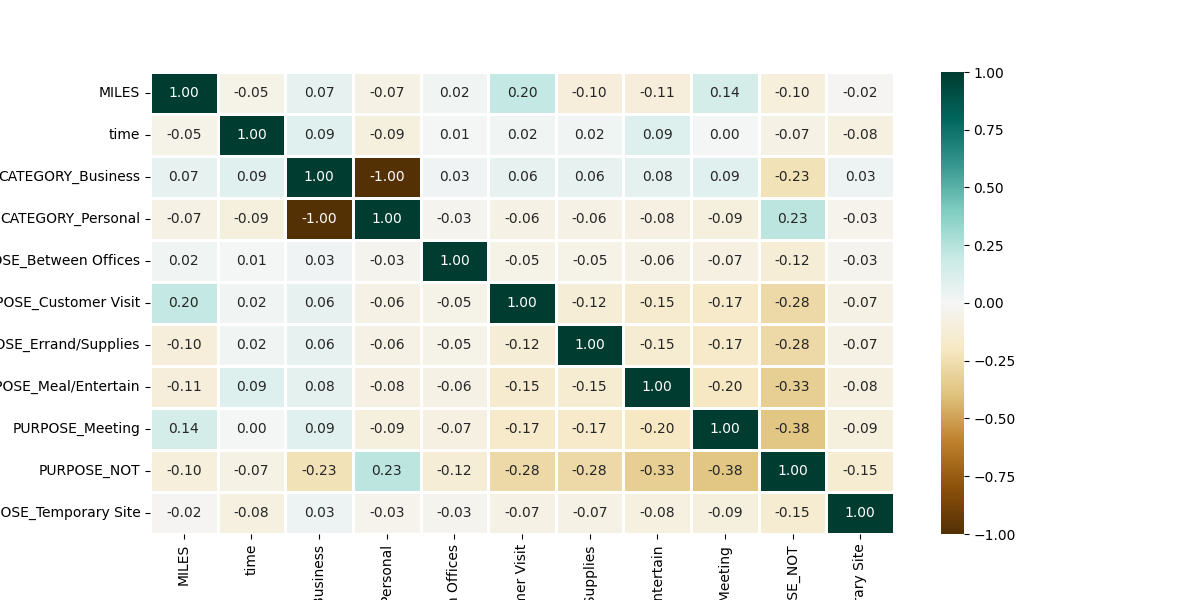 MILES 1.00 -0.05 0.07 -0.07 0.02 0.20 -0.10 -0.11 0.14 -0.10 -0.02
time -0.05 1.00 0.09 -0.09 0.01 0.02 0.02 0.09 0.00 -0.07 -0.08
CATEGORY_Business 0.07 0.09 1.00 -1.00 0.03 0.06 0.06 0.08 0.09 -0.23 0.03
CATEGORY_Personal -0.07 -0.09 -1.00 1.00 -0.03 -0.06 -0.06 -0.08 -0.09 0.23 -0.03
OSE_Between Offices 0.02 0.01 0.03 -0.03 1.00 -0.05 -0.05 -0.06 -0.07 -0.12 -0.03
POSE_Customer Visit 0.20 0.02 0.06 -0.06 -0.05 1.00 -0.12 -0.15 -0.17 -0.28 -0.07
OSE_Errand/Supplies -0.10 0.02 0.06 -0.06 -0.05 -0.12 1.00 -0.15 -0.17 -0.28 -0.07
POSE_Meal/Entertain -0.11 0.09 0.08 -0.08 -0.06 -0.15 -0.15 1.00 -0.20 -0.33 -0.08
PURPOSE_Meeting 0.14 0.00 0.09 -0.09 -0.07 -0.17 -0.17 -0.20 1.00 -0.38 -0.09
PURPOSE_NOT -0.10 -0.07 -0.23 0.23 -0.12 -0.28 -0.28 -0.33 -0.38 1.00 -0.15
OSE_Temporary Site -0.02 -0.08 0.03 -0.03 -0.03 -0.07 -0.07 -0.08 -0.09 -0.15 1.00
MILES
time
Business
Personal
n Offices
mer Visit
Supplies
ntertain
Meeting
SE_NOT
rary Site
1.00
0.75
0.50
0.25
0.00
−0.25
−0.50
−0.75
−1.00